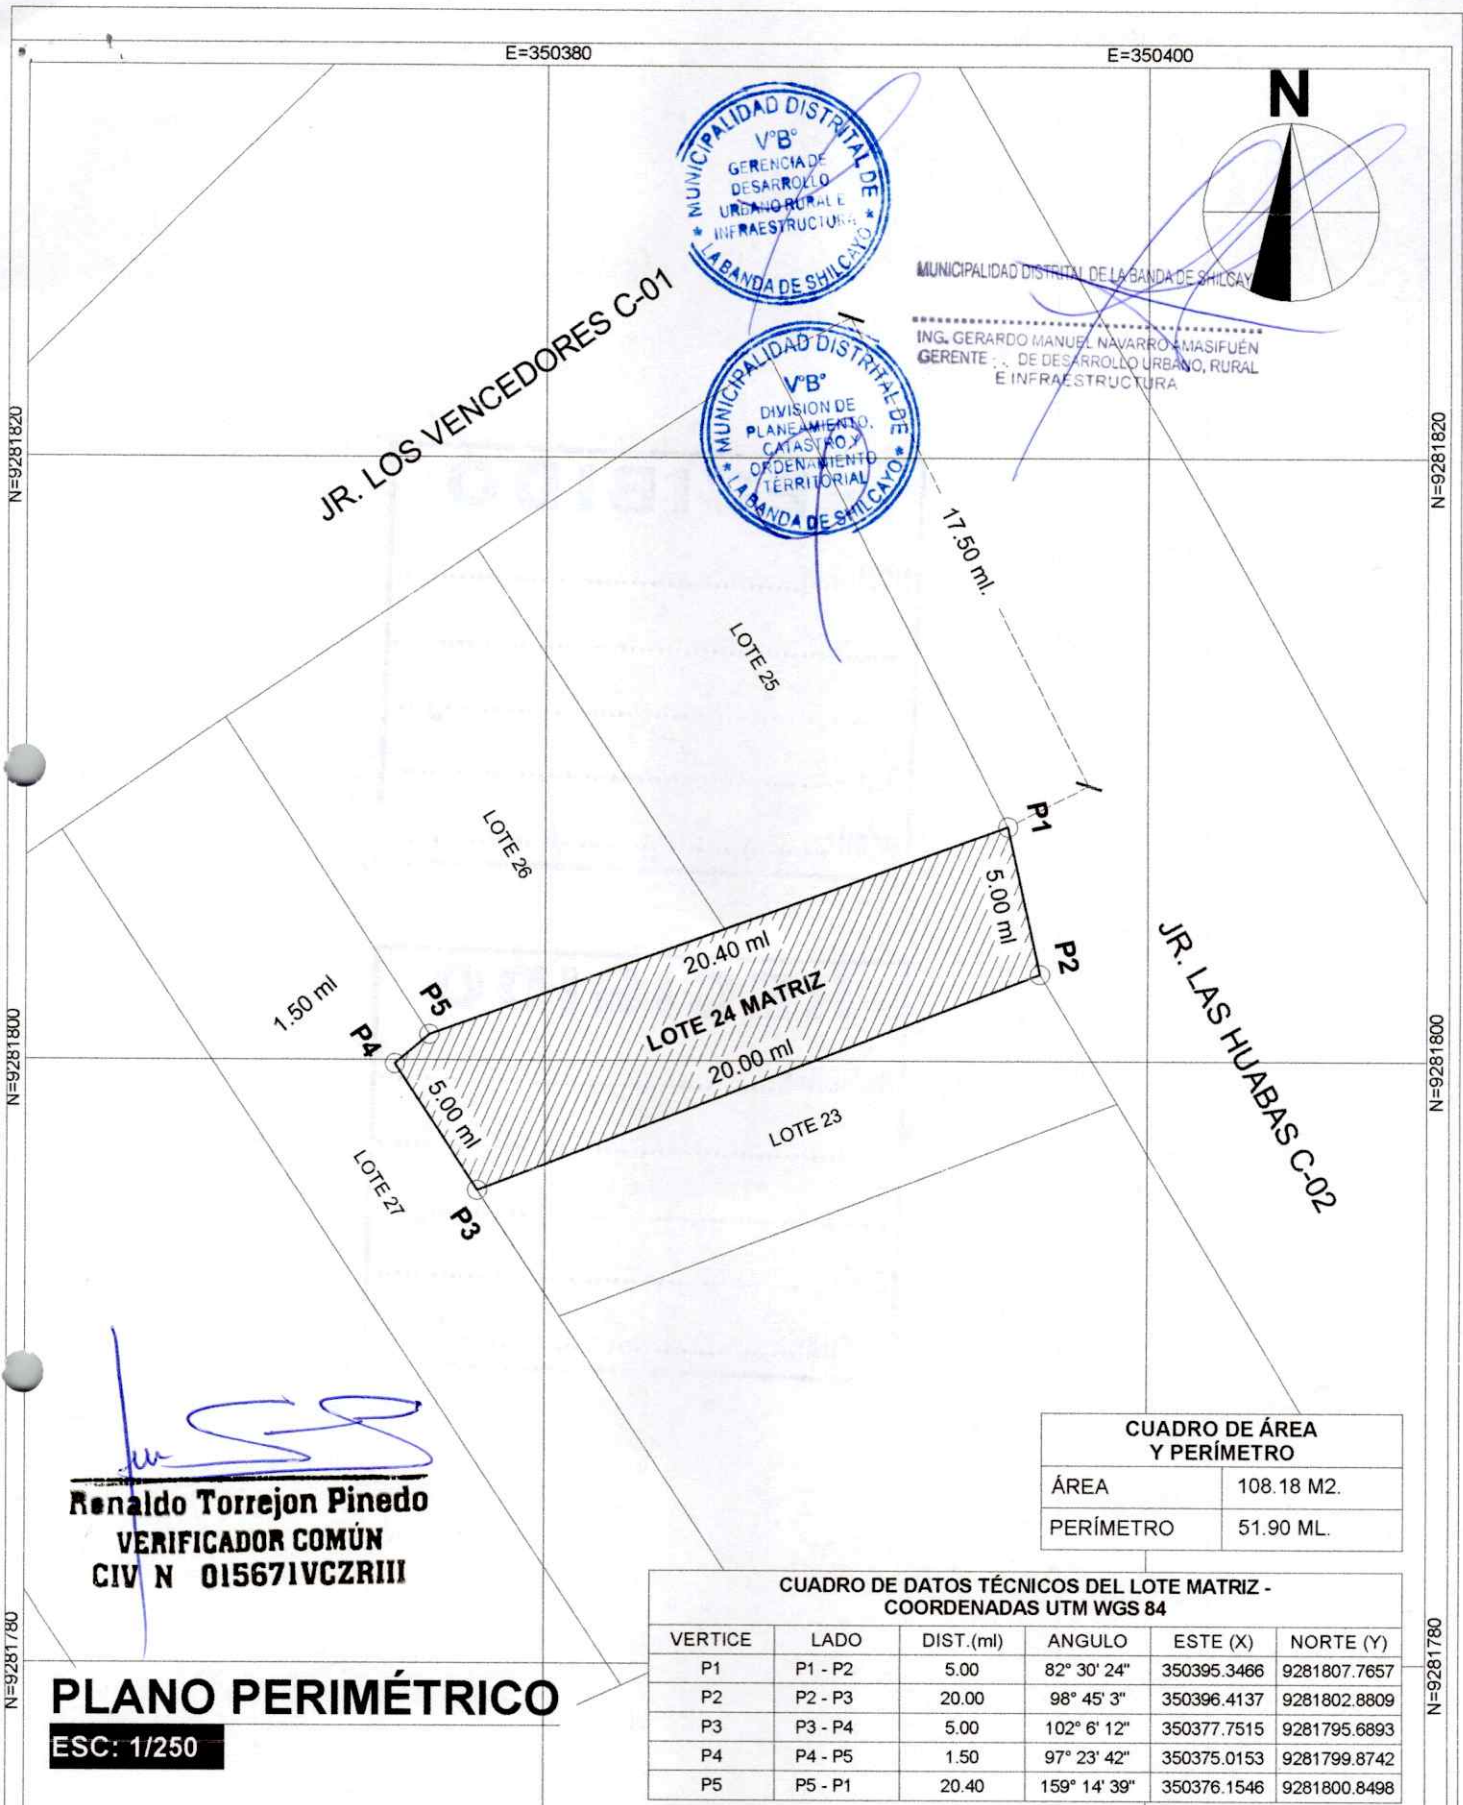 E=350380
E=350400
N
MUNICIPALIDAD DISTRITAL DE
V°B°
GERENCIA DE
DESARROLLO
URBANO RURAL E
INFRAESTRUCTURA
* LA BANDA DE SHILCAYO *
MUNICIPALIDAD DISTRITAL DE LA BANDA DE SHILCAY
ING. GERARDO MANUEL NAVARRO AMASIFUÉN
GERENTE DE DESARROLLO URBANO, RURAL
E INFRAESTRUCTURA
MUNICIPALIDAD DISTRITAL DE
V°B°
DIVISION DE
PLANEAMIENTO,
CATASTRO Y
ORDENAMIENTO
TERRITORIAL
* LA BANDA DE SHILCAYO *
JR. LOS VENCEDORES C-01
N=9281820
N=9281820
17.50 ml.
LOTE 25
LOTE 26
P1
5.00 ml
P2
20.40 ml
LOTE 24 MATRIZ
20.00 ml
JR. LAS HUABAS C-02
1.50 ml
P5
P4
5.00 ml
N=9281800
N=9281800
LOTE 23
LOTE 27
P3
Renaldo Torrejon Pinedo
VERIFICADOR COMÚN
CIV N 015671VCZRIII
CUADRO DE ÁREA
Y PERÍMETRO
ÁREA 108.18 M2.
PERÍMETRO 51.90 ML.
CUADRO DE DATOS TÉCNICOS DEL LOTE MATRIZ -
COORDENADAS UTM WGS 84
VERTICE LADO DIST.(ml) ANGULO ESTE (X) NORTE (Y)
P1 P1 - P2 5.00 82° 30' 24" 350395.3466 9281807.7657
P2 P2 - P3 20.00 98° 45' 3" 350396.4137 9281802.8809
P3 P3 - P4 5.00 102° 6' 12" 350377.7515 9281795.6893
P4 P4 - P5 1.50 97° 23' 42" 350375.0153 9281799.8742
P5 P5 - P1 20.40 159° 14' 39" 350376.1546 9281800.8498
N=9281780
N=9281780
PLANO PERIMÉTRICO
ESC: 1/250